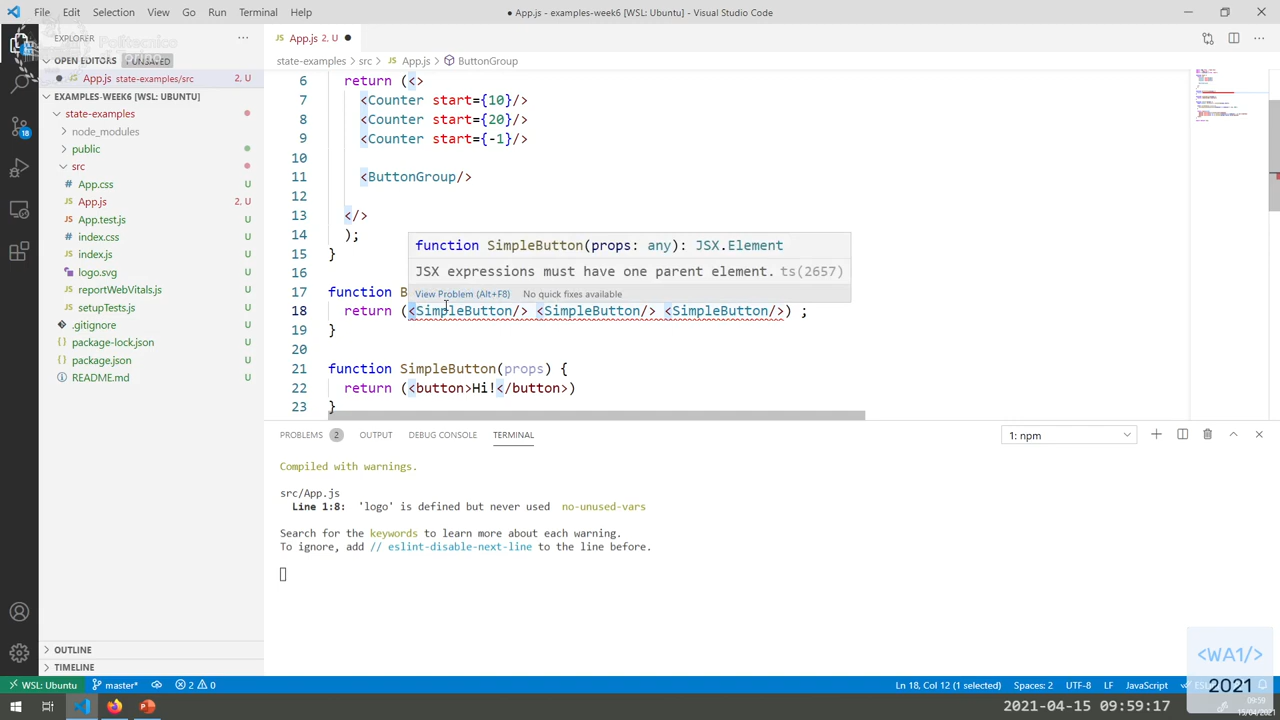 File Edit Selection View Go Run Terminal Help
● App.js - examples-week6 [WSL: Ubuntu] - Visual Studio Code
EXPLORER
Politecnico
App.js 2, U
OPEN EDITORS 1 UNSAVED
state-examples > src > App.js > ButtonGroup
App.js state-examples/src 2, U
EXAMPLES-WEEK6 [WSL: UBUNTU]
state-examples
node_modules
public
src
App.css U
App.js 2, U
App.test.js U
index.css U
index.js U
logo.svg U
reportWebVitals.js U
setupTests.js U
.gitignore U
package-lock.json U
package.json U
README.md U
OUTLINE
TIMELINE
18
6 return (<>
7 <Counter start={10}/>
8 <Counter start={20}/>
9 <Counter start={-1}/>
10
11 <ButtonGroup/>
12
13 </>
14 );
15 }
16
17 function B
18 return (<SimpleButton/> <SimpleButton/> <SimpleButton/>) ;
19 }
20
21 function SimpleButton(props) {
22 return (<button>Hi!</button>)
23 }
function SimpleButton(props: any): JSX.Element
JSX expressions must have one parent element. ts(2657)
View Problem (Alt+F8) No quick fixes available
PROBLEMS 2 OUTPUT DEBUG CONSOLE TERMINAL
1: npm
Compiled with warnings.
src/App.js
Line 1:8: 'logo' is defined but never used no-unused-vars
Search for the keywords to learn more about each warning.
To ignore, add // eslint-disable-next-line to the line before.
<WA1/>
2021
WSL: Ubuntu master* 2 0
Ln 18, Col 12 (1 selected) Spaces: 2 UTF-8 LF JavaScript
2021-04-15 09:59:17
09:59
15/04/2021